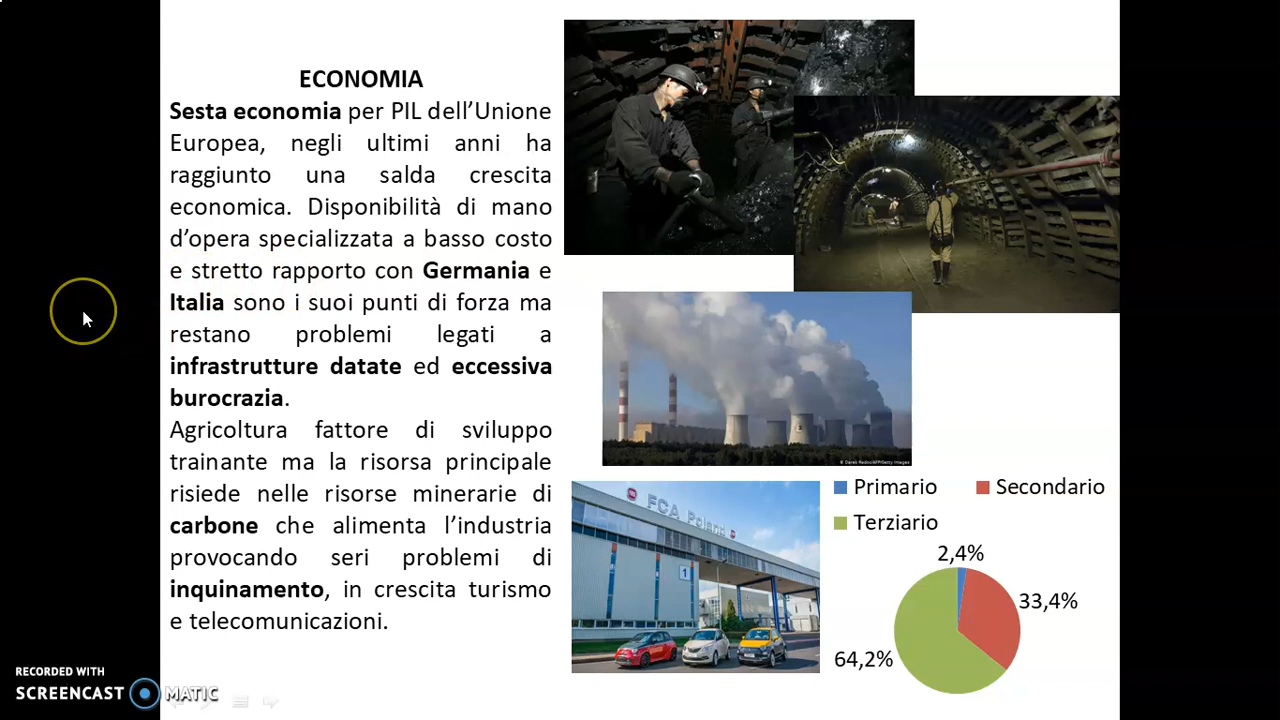 ECONOMIA
Sesta economia per PIL dell’Unione
Europea, negli ultimi anni ha
raggiunto una salda crescita
economica. Disponibilità di mano
d’opera specializzata a basso costo
e stretto rapporto con Germania e
Italia sono i suoi punti di forza ma
restano problemi legati a
infrastrutture datate ed eccessiva
burocrazia.
Agricoltura fattore di sviluppo
trainante ma la risorsa principale
risiede nelle risorse minerarie di
carbone che alimenta l’industria
provocando seri problemi di
inquinamento, in crescita turismo
e telecomunicazioni.
FCA Poland
1
Primario
Secondario
Terziario
2,4%
33,4%
64,2%
RECORDED WITH
SCREENCAST MATIC